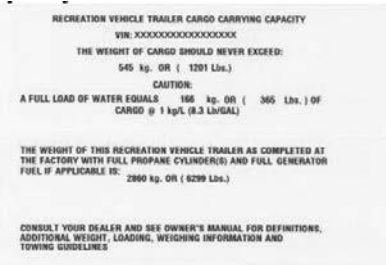 RECREATION VEHICLE TRAILER CARGO CARRYING CAPACITY
VIN: XXXXXXXXXXXXXXXXX
THE WEIGHT OF CARGO SHOULD NEVER EXCEED:
545 kg. OR ( 1201 Lbs.)
CAUTION:
A FULL LOAD OF WATER EQUALS 166 kg. OR ( 365 Lbs. ) OF
CARGO @ 1 kg/L (8.3 Lb/GAL)
THE WEIGHT OF THIS RECREATION VEHICLE TRAILER AS COMPLETED AT
THE FACTORY WITH FULL PROPANE CYLINDER(S) AND FULL GENERATOR
FUEL IF APPLICABLE IS:
2860 kg. OR ( 6299 Lbs.)
CONSULT YOUR DEALER AND SEE OWNER'S MANUAL FOR DEFINITIONS,
ADDITIONAL WEIGHT, LOADING, WEIGHING INFORMATION AND
TOWING GUIDELINES